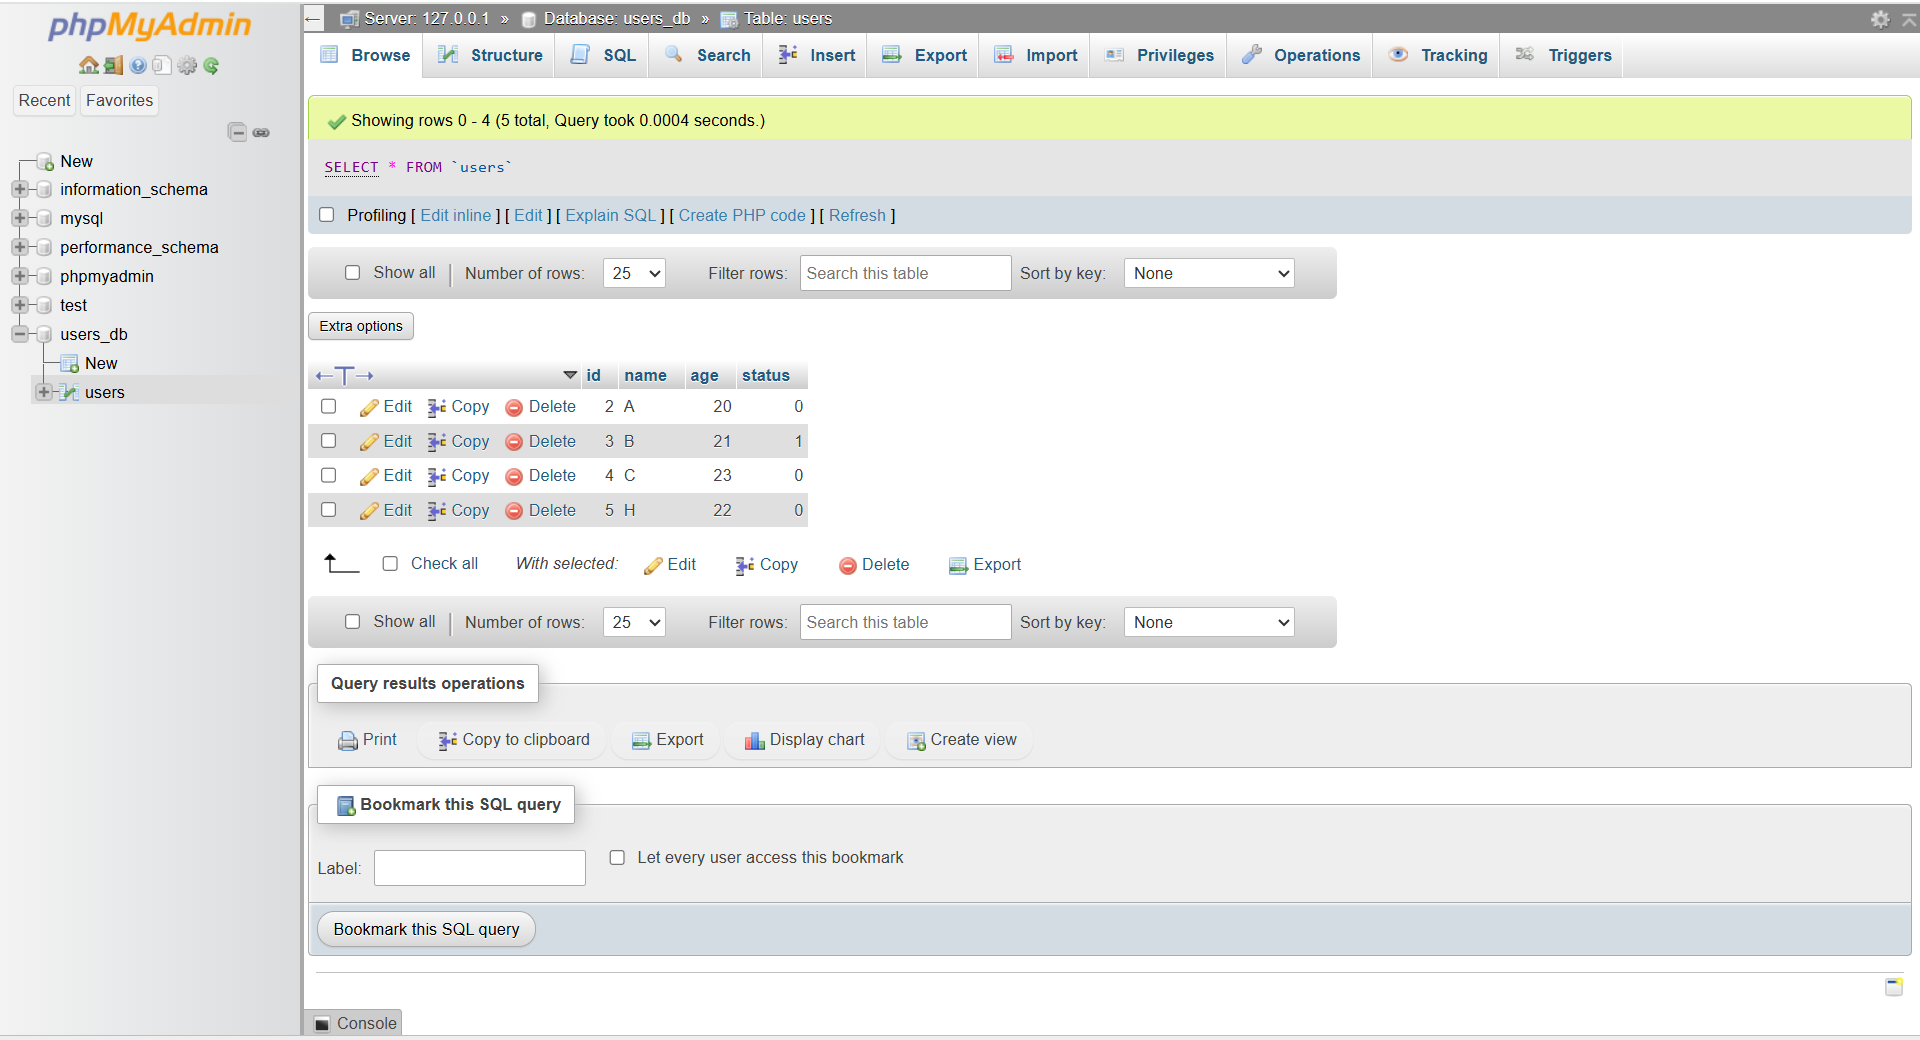 phpMyAdmin
Recent Favorites
New
information_schema
mysql
performance_schema
phpmyadmin
test
users_db
New
users
Server: 127.0.0.1 » Database: users_db » Table: users
Browse Structure SQL Search Insert Export Import Privileges Operations Tracking Triggers
Showing rows 0 - 4 (5 total, Query took 0.0004 seconds.)
SELECT * FROM `users`
Profiling [ Edit inline ] [ Edit ] [ Explain SQL ] [ Create PHP code ] [ Refresh ]
Show all | Number of rows: 25 Filter rows: Search this table Sort by key: None
Extra options
←T→ id name age status
Edit Copy Delete 2 A 20 0
Edit Copy Delete 3 B 21 1
Edit Copy Delete 4 C 23 0
Edit Copy Delete 5 H 22 0
Check all With selected: Edit Copy Delete Export
Show all | Number of rows: 25 Filter rows: Search this table Sort by key: None
Query results operations
Print Copy to clipboard Export Display chart Create view
Bookmark this SQL query
Label: Let every user access this bookmark
Bookmark this SQL query
Console